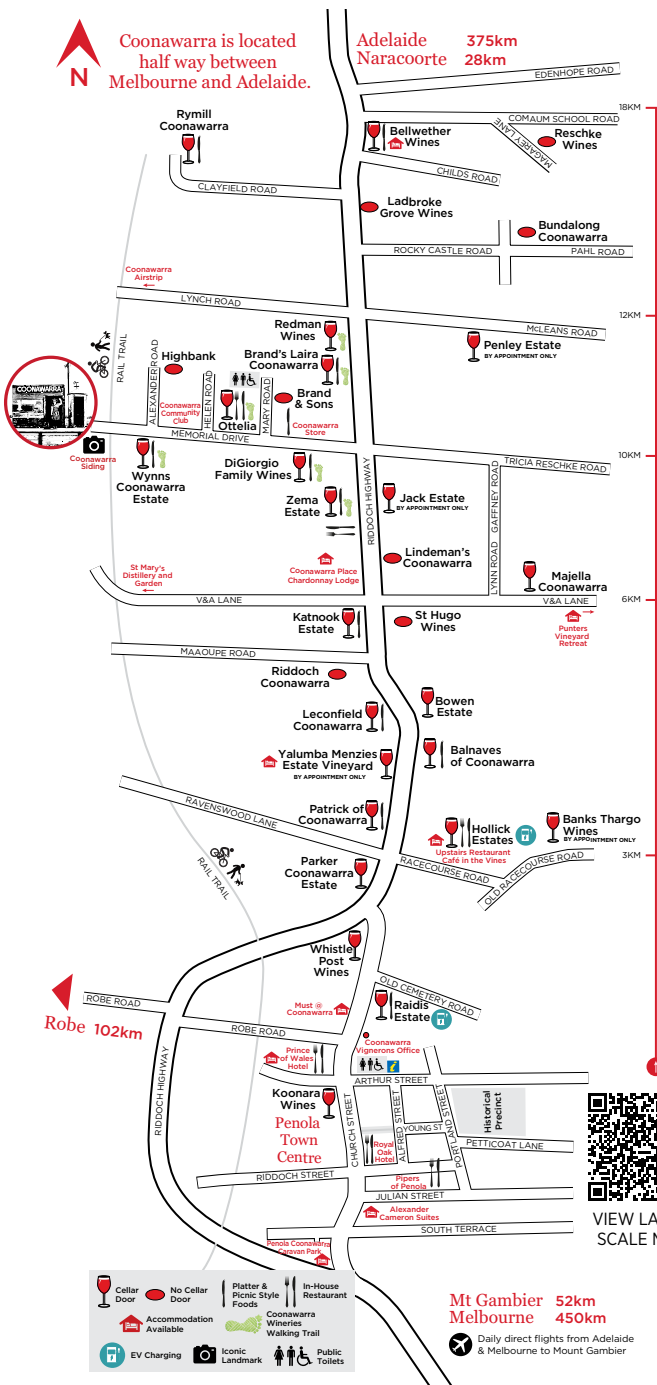 Coonawarra is located
half way between
Melbourne and Adelaide.
N
Adelaide 375km
Naracoorte 28km
EDENHOPE ROAD
18KM
COMAUM SCHOOL ROAD
Rymill
Coonawarra
Bellwether
Wines
MAGAREY LANE
Reschke
Wines
CHILDS ROAD
CLAYFIELD ROAD
Ladbroke
Grove Wines
Bundalong
Coonawarra
ROCKY CASTLE ROAD
PAHL ROAD
Coonawarra
Airstrip
LYNCH ROAD
12KM
McLEANS ROAD
Redman
Wines
Penley Estate
BY APPOINTMENT ONLY
RAIL TRAIL
ALEXANDER ROAD
Highbank
Brand's Laira
Coonawarra
HELEN ROAD
MARY ROAD
Brand
& Sons
COONAWARRA
Coonawarra
Community
Club
Ottelia
Coonawarra
Store
MEMORIAL DRIVE
Coonawarra
Siding
10KM
TRICIA RESCHKE ROAD
Wynns
Coonawarra
Estate
DiGiorgio
Family Wines
RIDDOCH HIGHWAY
GAFFNEY ROAD
Zema
Estate
Jack Estate
BY APPOINTMENT ONLY
Lindeman's
Coonawarra
LYNN ROAD
St Mary's
Distillery and
Garden
Coonawarra Place
Chardonnay Lodge
Majella
Coonawarra
V&A LANE
V&A LANE
6KM
Katnook
Estate
St Hugo
Wines
Punters
Vineyard
Retreat
MAAOUPE ROAD
Riddoch
Coonawarra
Bowen
Estate
Leconfield
Coonawarra
Yalumba Menzies
Estate Vineyard
BY APPOINTMENT ONLY
Balnaves
of Coonawarra
RAVENSWOOD LANE
Patrick of
Coonawarra
Hollick
Estates
Upstairs Restaurant
Café in the Vines
Banks Thargo
Wines
BY APPOINTMENT ONLY
3KM
RAIL TRAIL
Parker
Coonawarra
Estate
RACECOURSE ROAD
OLD RACECOURSE ROAD
Whistle
Post
Wines
OLD CEMETERY ROAD
ROBE ROAD
Robe 102km
Must @
Coonawarra
Raidis
Estate
ROBE ROAD
Coonawarra
Vignerons Office
Prince
of Wales
Hotel
i
ARTHUR STREET
RIDDOCH HIGHWAY
Koonara
Wines
Penola
Town
Centre
CHURCH STREET
ALFRED STREET
PORTLAND STREET
Historical
Precinct
YOUNG ST
Royal
Oak
Hotel
PETTICOAT LANE
RIDDOCH STREET
Pipers
of Penola
JULIAN STREET
Alexander
Cameron Suites
SOUTH TERRACE
Penola Coonawarra
Caravan Park
VIEW LA
SCALE M
Cellar
Door
No Cellar
Door
Platter &
Picnic Style
Foods
In-House
Restaurant
Accommodation
Available
Coonawarra
Wineries
Walking Trail
EV Charging
Iconic
Landmark
Public
Toilets
Mt Gambier 52km
Melbourne 450km
Daily direct flights from Adelaide
& Melbourne to Mount Gambier